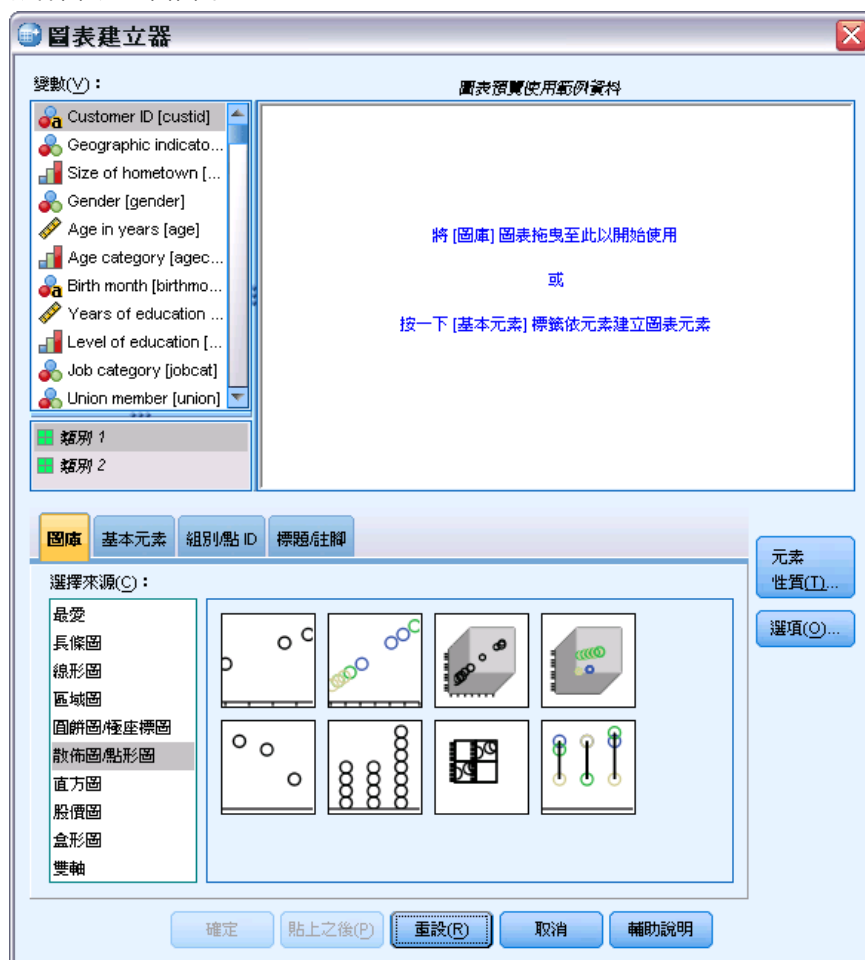 圖表建立器
變數(V)：
圖表預覽使用範例資料
Customer ID [custid]
Geographic indicato...
Size of hometown [...
Gender [gender]
Age in years [age]
Age category [agec...
Birth month [birthmo...
Years of education ...
Level of education [...
Job category [jobcat]
Union member [union]
類別 1
類別 2
將 [圖庫] 圖表拖曳至此以開始使用
或
按一下 [基本元素] 標籤依元素建立圖表元素
圖庫
基本元素
組別/點 ID
標題/註腳
選擇來源(C)：
最愛
長條圖
線形圖
區域圖
圓餅圖/極座標圖
散佈圖/點形圖
直方圖
股價圖
盒形圖
雙軸
元素
性質(T)...
選項(O)...
確定
貼上之後(P)
重設(R)
取消
輔助說明